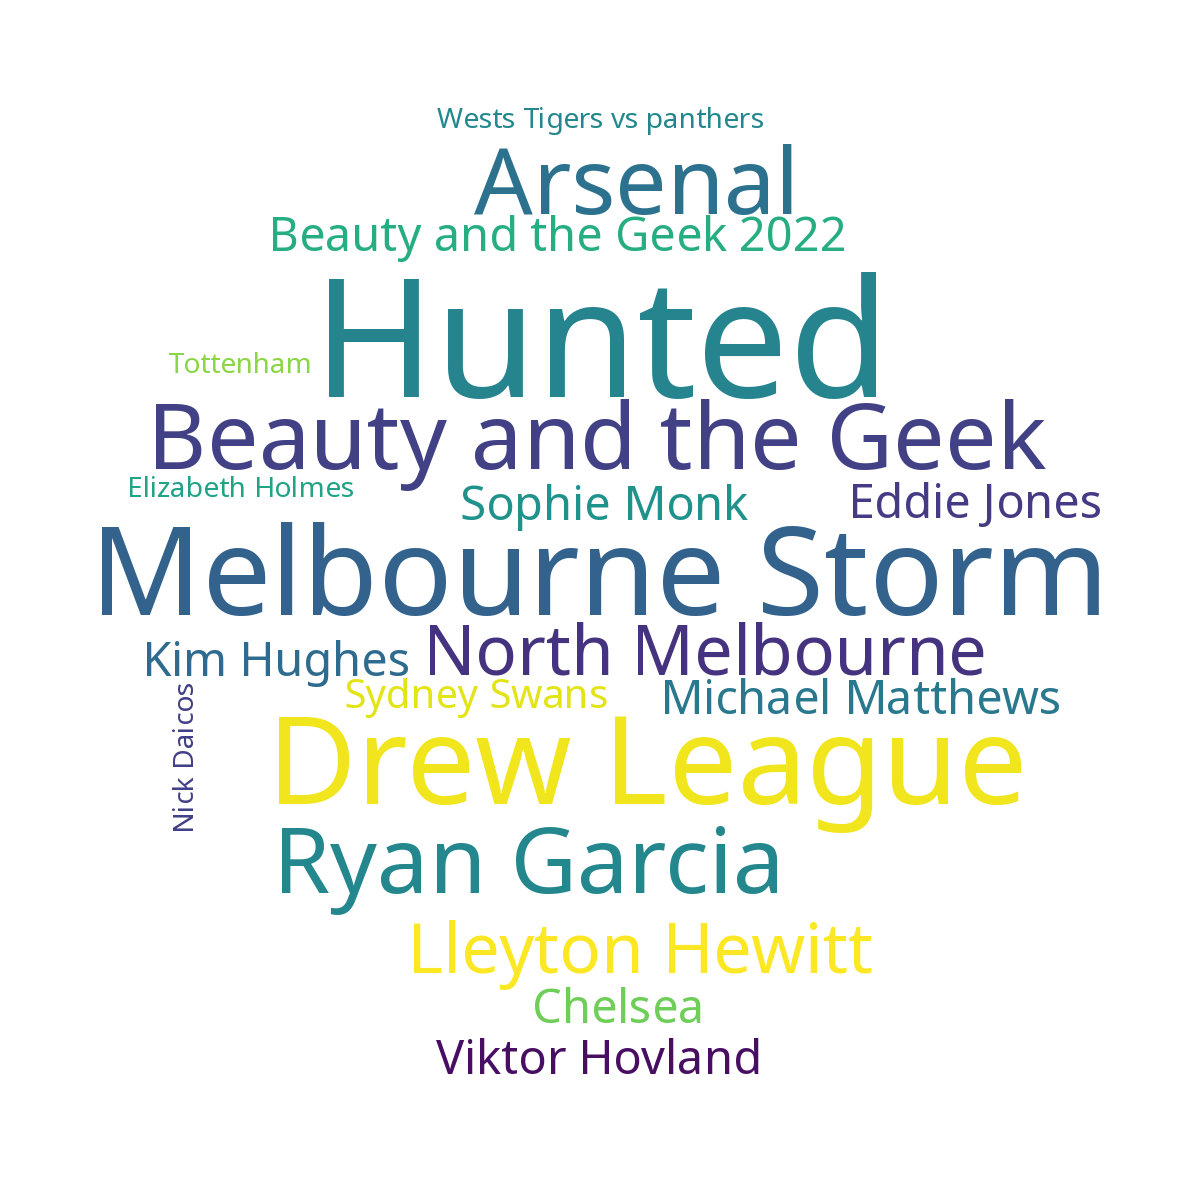 Wests Tigers vs panthers
Arsenal
Beauty and the Geek 2022
Hunted
Tottenham
Beauty and the Geek
Elizabeth Holmes
Sophie Monk
Eddie Jones
Melbourne Storm
Kim Hughes
North Melbourne
Sydney Swans
Michael Matthews
Nick Daicos
Drew League
Ryan Garcia
Lleyton Hewitt
Chelsea
Viktor Hovland